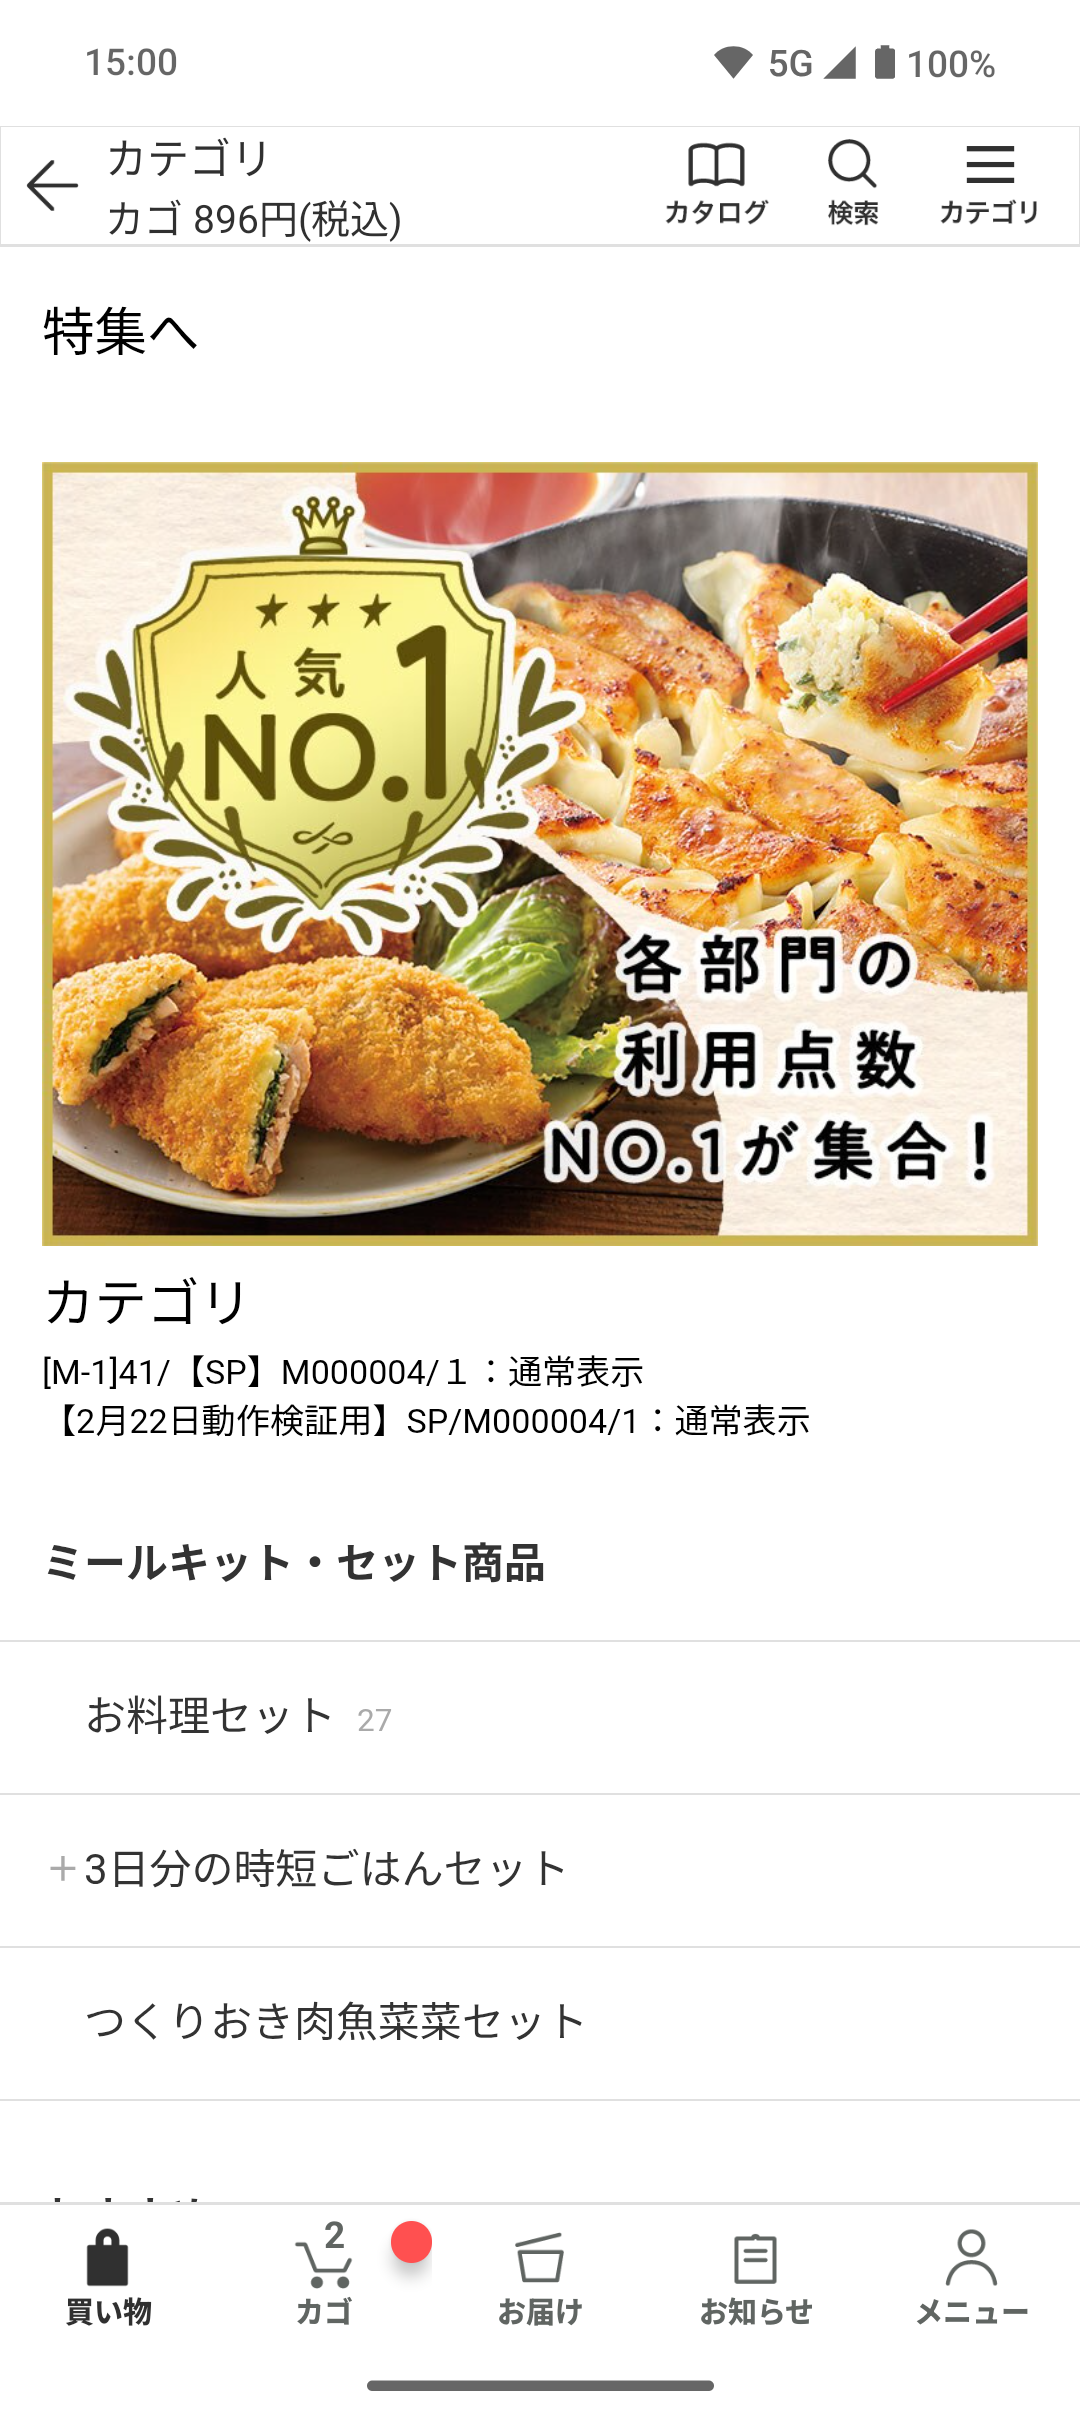 15:00
5G 100%
カテゴリ
カゴ 896円(税込)
カタログ
検索
カテゴリ
特集へ
人気
NO.1
各部門の
利用点数
NO.1が集合！
カテゴリ
[M-1]41/【SP】M000004/１：通常表示
【2月22日動作検証用】SP/M000004/1：通常表示
ミールキット・セット商品
お料理セット 27
+ 3日分の時短ごはんセット
つくりおき肉魚菜菜セット
2
買い物
カゴ
お届け
お知らせ
メニュー